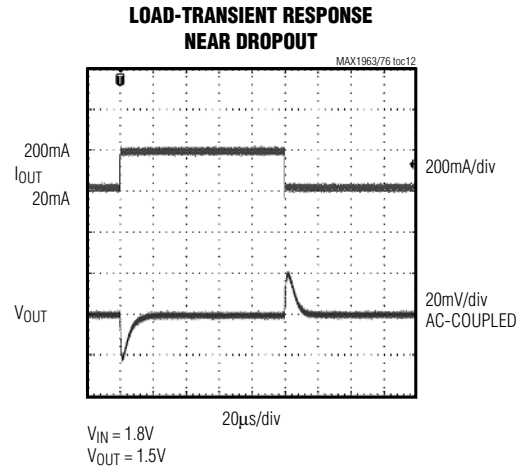 LOAD-TRANSIENT RESPONSE
NEAR DROPOUT
MAX1963/76 toc12
T
200mA
IOUT
20mA
200mA/div
VOUT
20mV/div
AC-COUPLED
20µs/div
VIN = 1.8V
VOUT = 1.5V